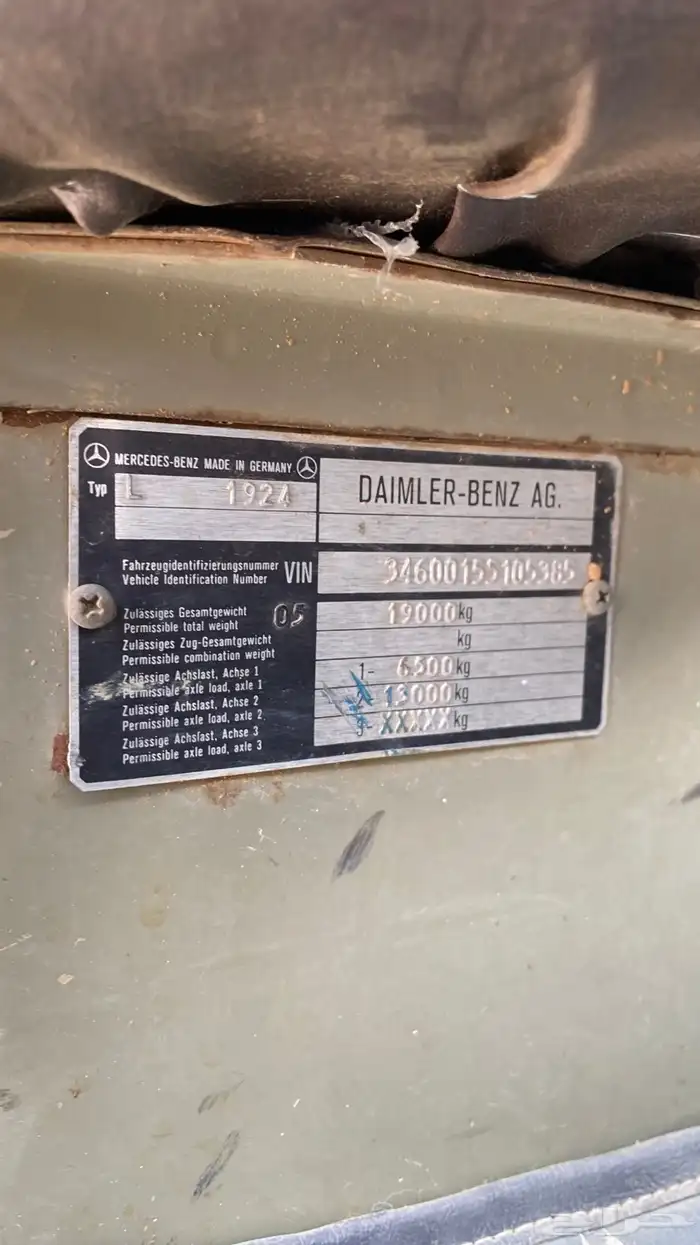 MERCEDES-BENZ MADE IN GERMANY
Typ L 1924
DAIMLER-BENZ AG.
Fahrzeugidentifizierungsnummer
Vehicle Identification Number
VIN 34600155105385
Zulässiges Gesamtgewicht
Permissible total weight
05 19000 kg
Zulässiges Zug-Gesamtgewicht
Permissible combination weight
kg
Zulässige Achslast, Achse 1
Permissible axle load, axle 1
1- 6500 kg
Zulässige Achslast, Achse 2
Permissible axle load, axle 2
13000 kg
Zulässige Achslast, Achse 3
Permissible axle load, axle 3
3- XXXXX kg
حراج